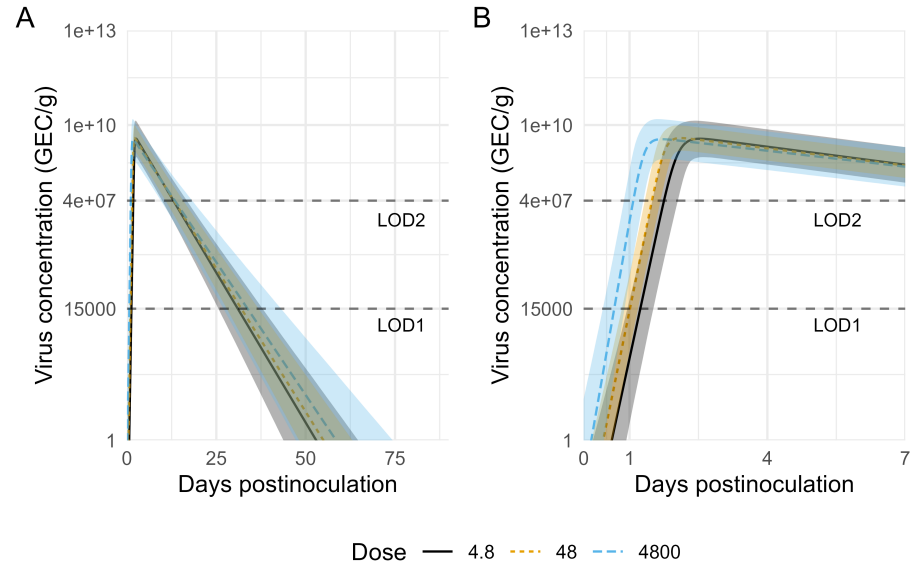 A
Virus concentration (GEC/g)
1e+13
1e+10
4e+07
15000
1
LOD2
LOD1
0 25 50 75
Days postinoculation
B
Virus concentration (GEC/g)
1e+13
1e+10
4e+07
15000
1
LOD2
LOD1
0 1 4 7
Days postinoculation
Dose 4.8 48 4800